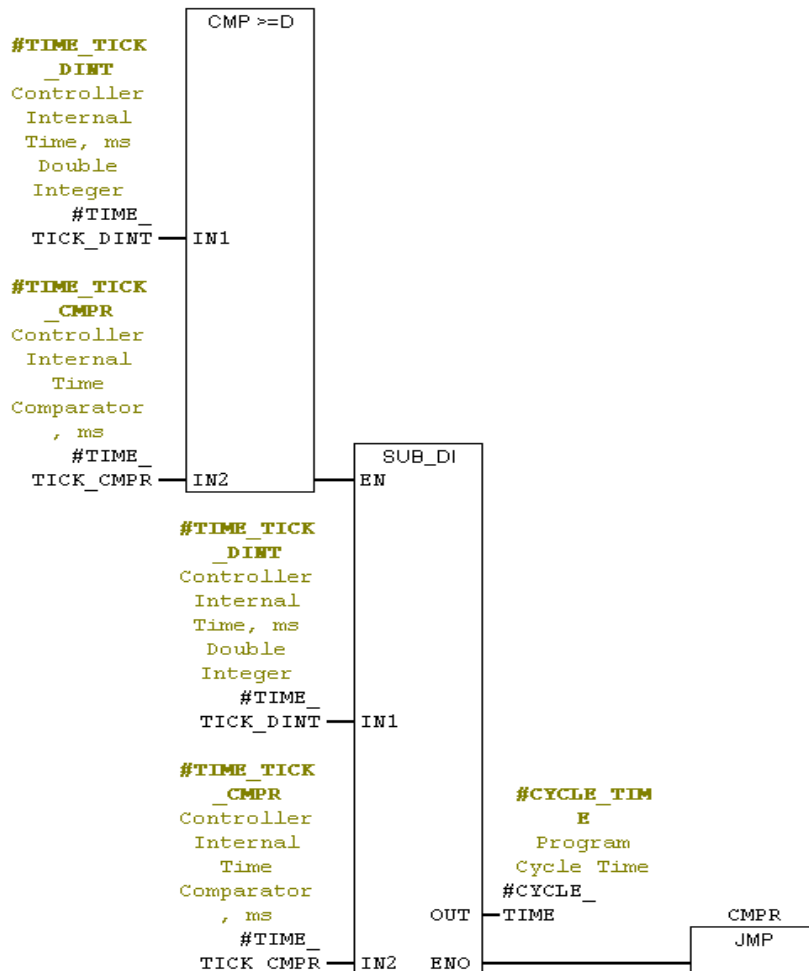 CMP >=D
#TIME_TICK
_DINT
Controller
Internal
Time, ms
Double
Integer
#TIME_
TICK_DINT
IN1
#TIME_TICK
_CMPR
Controller
Internal
Time
Comparator
, ms
#TIME_
TICK_CMPR
IN2
SUB_DI
EN
#TIME_TICK
_DINT
Controller
Internal
Time, ms
Double
Integer
#TIME_
TICK_DINT
IN1
#TIME_TICK
_CMPR
Controller
Internal
Time
Comparator
, ms
#TIME_
TICK_CMPR
IN2
#CYCLE_TIM
E
Program
Cycle Time
#CYCLE_
OUT
TIME
ENO
CMPR
JMP